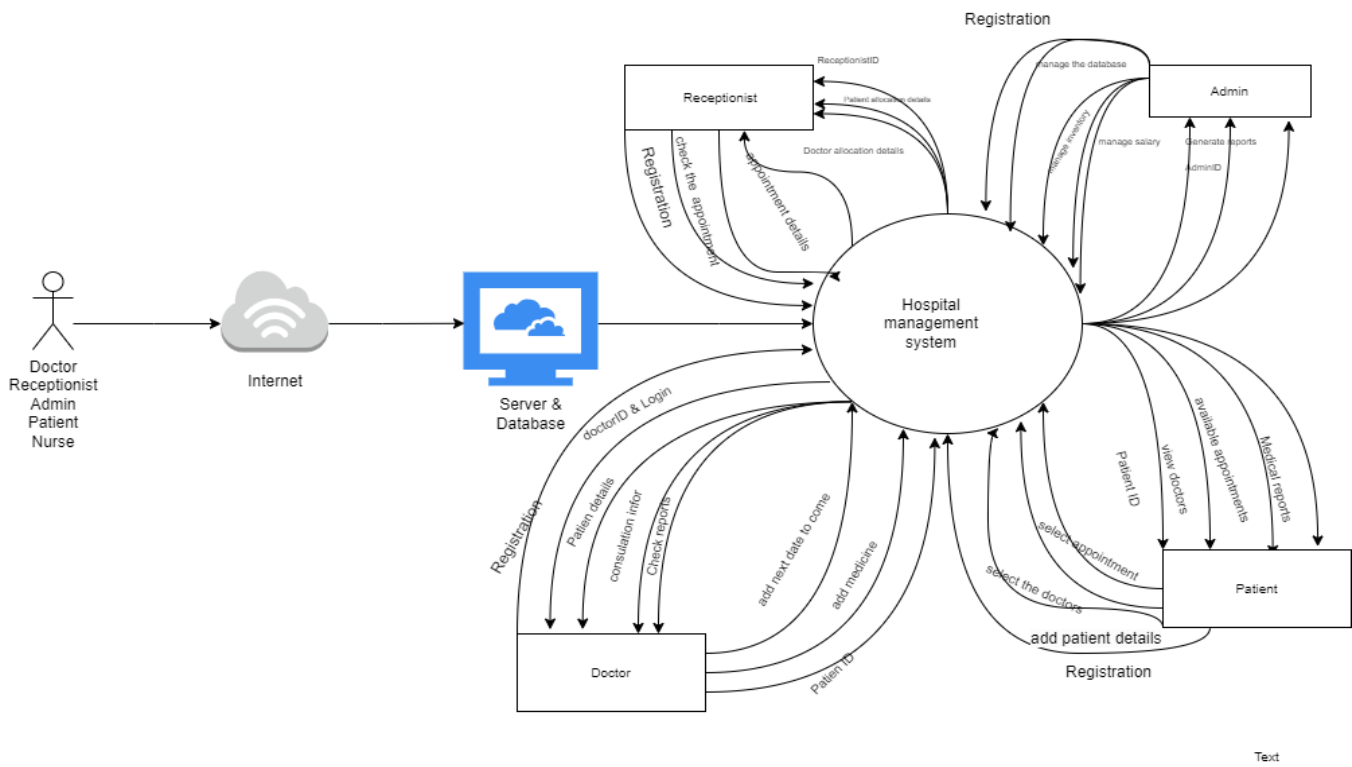 Registration
ReceptionistID
manage the database
Receptionist
Patient allocation details
Admin
Registration
check the appointment
appointment details
Doctor allocation details
manage inventory
manage salary
Generate reports
AdminID
Hospital
management
system
Doctor
Receptionist
Admin
Patient
Nurse
Internet
Server &
Database
doctorID & Login
Registration
Patien details
consulation infor
Check reports
add next date to come
add medicine
Patien ID
Patient ID
view doctors
available appointments
Medical reports
select appointment
select the doctors
add patient details
Registration
Doctor
Patient
Text